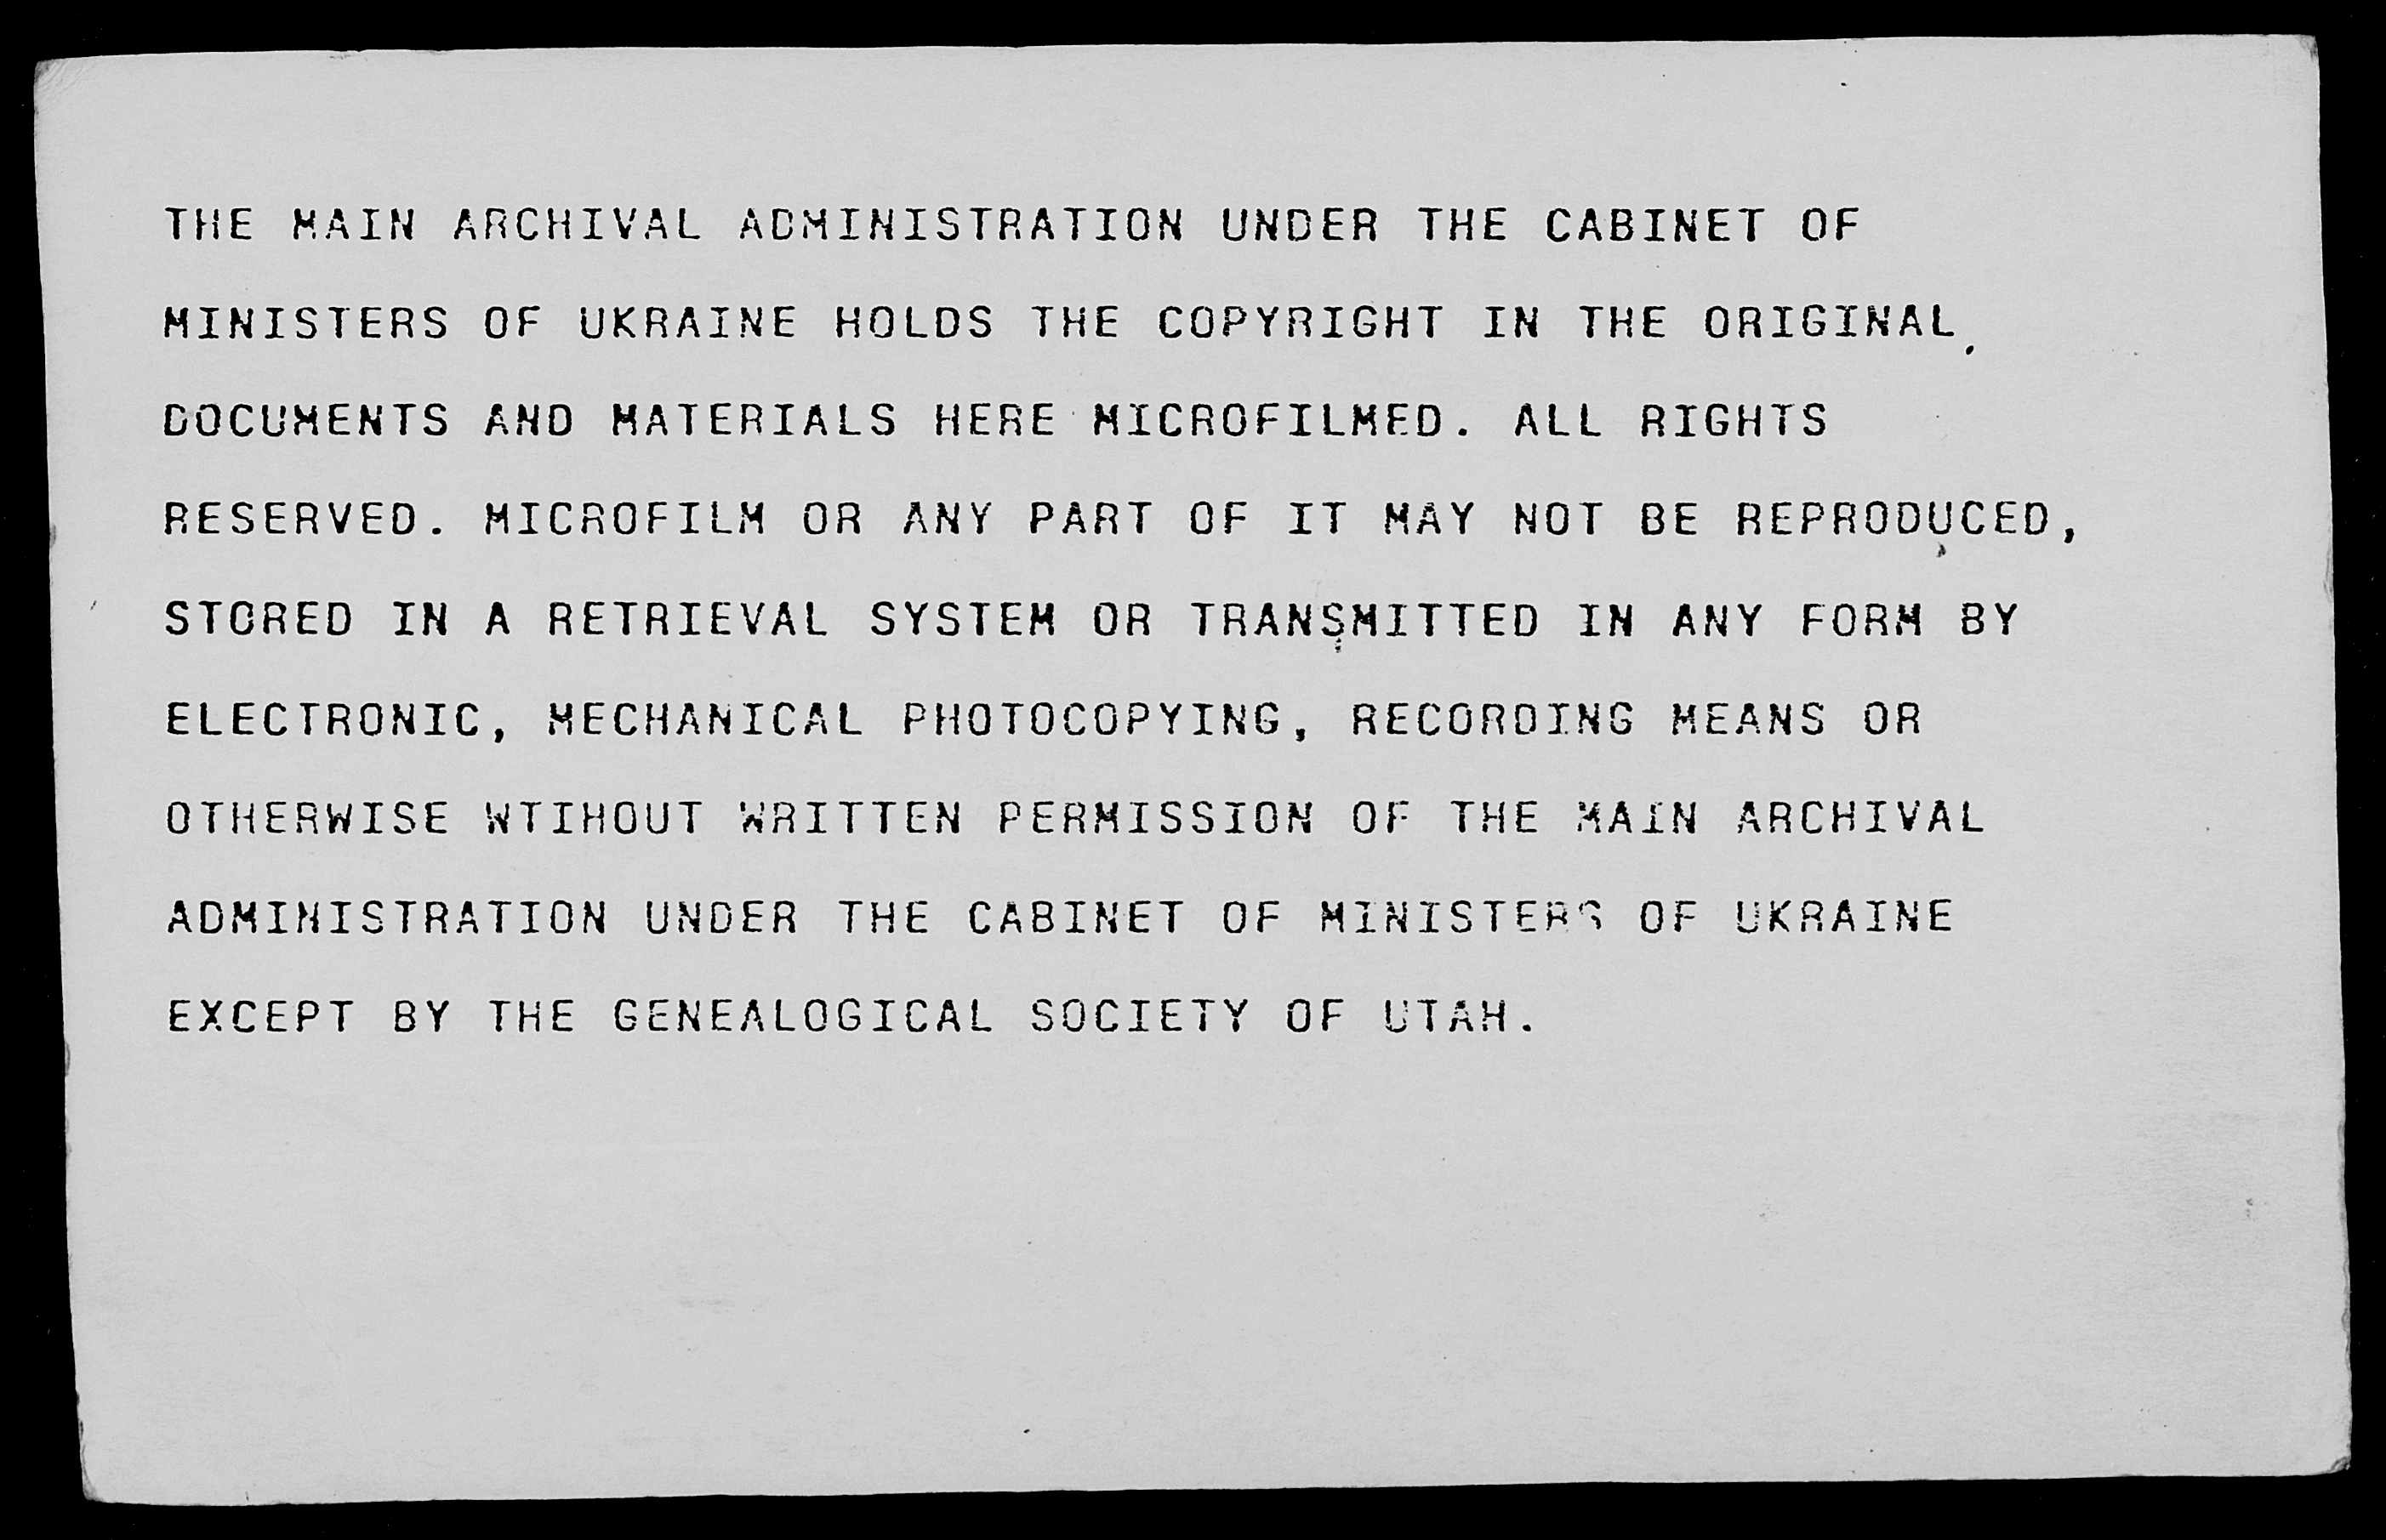 THE MAIN ARCHIVAL ADMINISTRATION UNDER THE CABINET OF
MINISTERS OF UKRAINE HOLDS THE COPYRIGHT IN THE ORIGINAL
DOCUMENTS AND MATERIALS HERE MICROFILMED. ALL RIGHTS
RESERVED. MICROFILM OR ANY PART OF IT MAY NOT BE REPRODUCED,
STORED IN A RETRIEVAL SYSTEM OR TRANSMITTED IN ANY FORM BY
ELECTRONIC, MECHANICAL PHOTOCOPYING, RECORDING MEANS OR
OTHERWISE WTIHOUT WRITTEN PERMISSION OF THE MAIN ARCHIVAL
ADMINISTRATION UNDER THE CABINET OF MINISTERS OF UKRAINE
EXCEPT BY THE GENEALOGICAL SOCIETY OF UTAH.